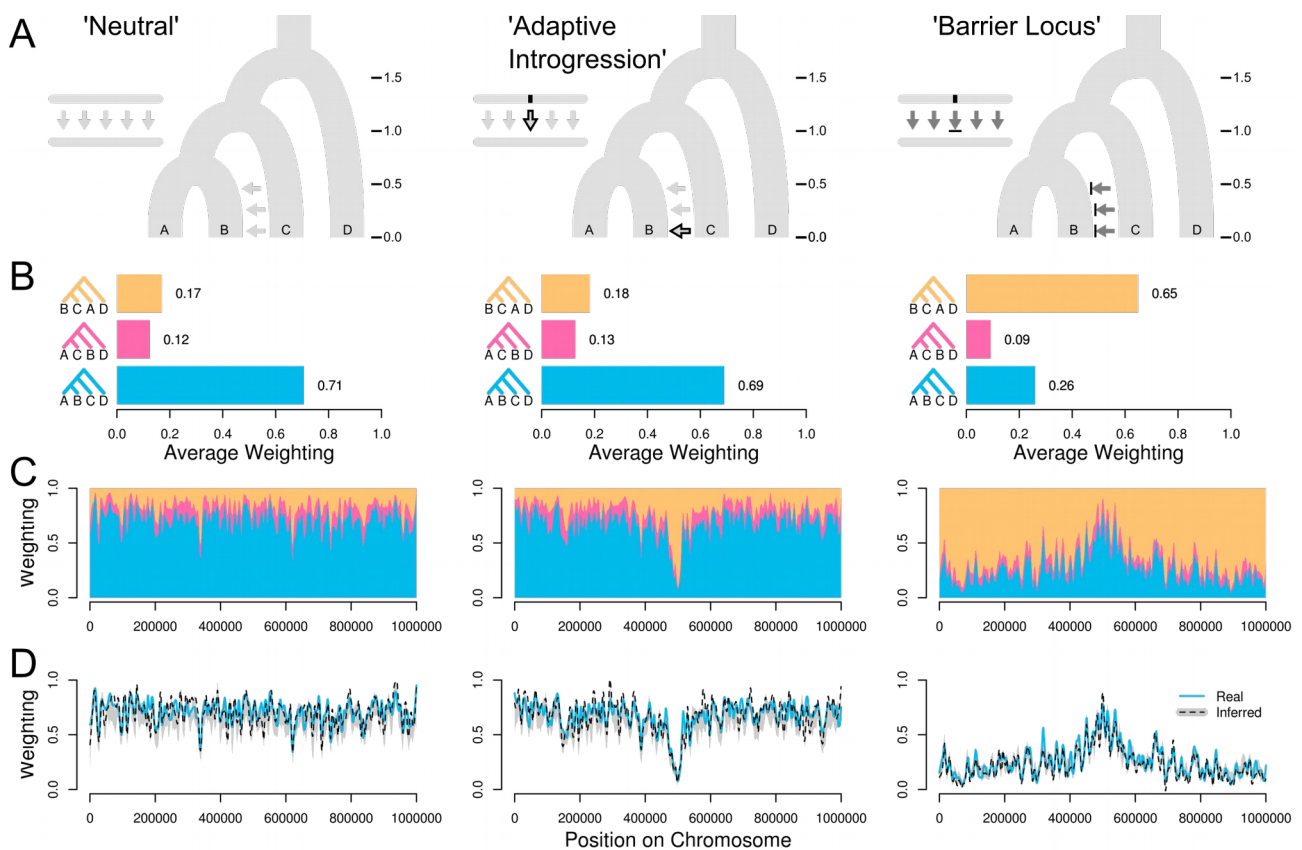 A
'Neutral'
'Adaptive
Introgression'
'Barrier Locus'
1.5
1.0
0.5
0.0
A B C D
1.5
1.0
0.5
0.0
A B C D
1.5
1.0
0.5
0.0
A B C D
B
B C A D
0.17
A C B D
0.12
A B C D
0.71
0.0 0.2 0.4 0.6 0.8 1.0
Average Weighting
B C A D
0.18
A C B D
0.13
A B C D
0.69
0.0 0.2 0.4 0.6 0.8 1.0
Average Weighting
B C A D
0.65
A C B D
0.09
A B C D
0.26
0.0 0.2 0.4 0.6 0.8 1.0
Average Weighting
C
Weighting
1.0
0.5
0.0
0 200000 400000 600000 800000 1000000
1.0
0.5
0.0
0 200000 400000 600000 800000 1000000
1.0
0.5
0.0
0 200000 400000 600000 800000 1000000
D
Weighting
1.0
0.5
0.0
0 200000 400000 600000 800000 1000000
1.0
0.5
0.0
0 200000 400000 600000 800000 1000000
1.0
0.5
0.0
Real
Inferred
0 200000 400000 600000 800000 1000000
Position on Chromosome